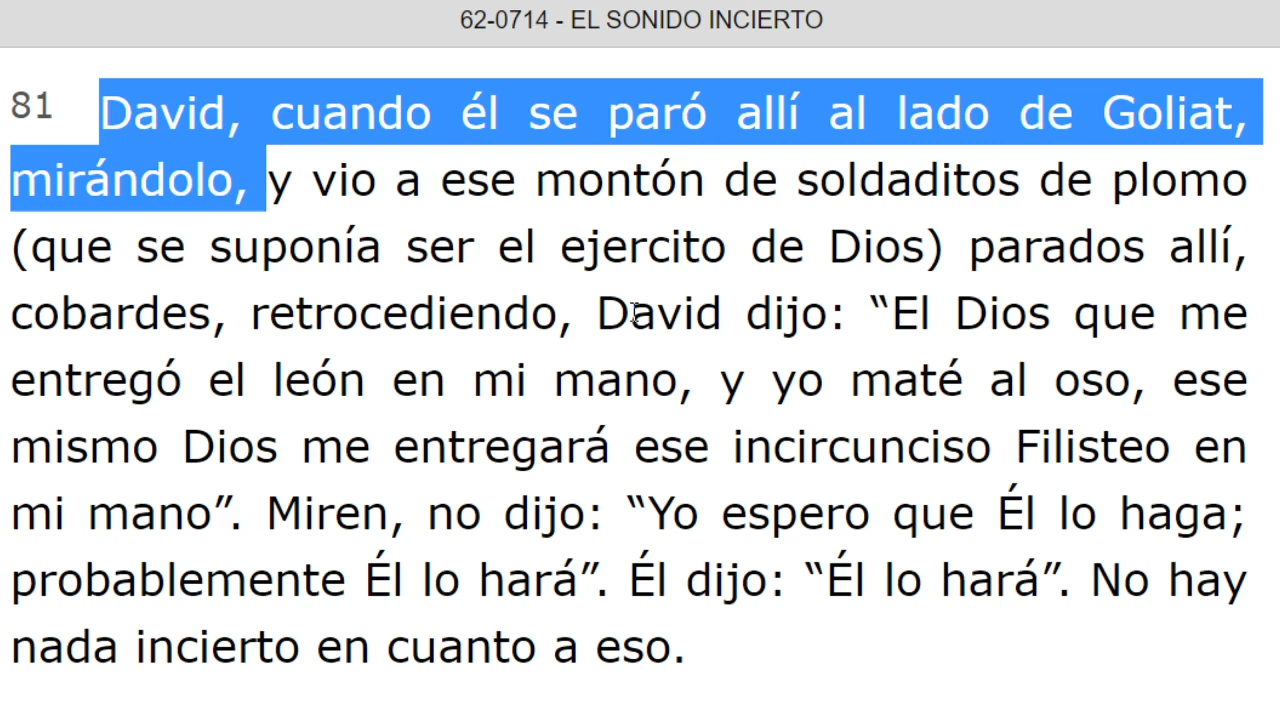 62-0714 - EL SONIDO INCIERTO
81 David, cuando él se paró allí al lado de Goliat,
mirándolo, y vio a ese montón de soldaditos de plomo
(que se suponía ser el ejercito de Dios) parados allí,
cobardes, retrocediendo, David dijo: “El Dios que me
entregó el león en mi mano, y yo maté al oso, ese
mismo Dios me entregará ese incircunciso Filisteo en
mi mano”. Miren, no dijo: “Yo espero que Él lo haga;
probablemente Él lo hará”. Él dijo: “Él lo hará”. No hay
nada incierto en cuanto a eso.